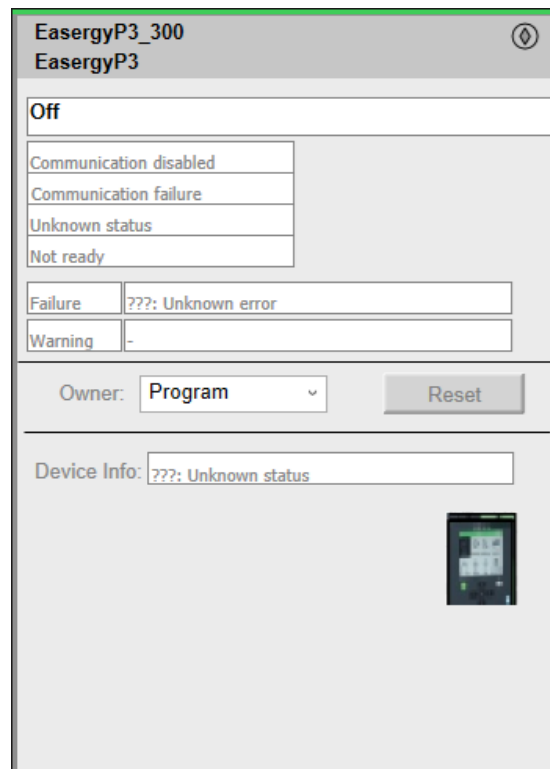 EasergyP3_300
EasergyP3
Off
Communication disabled
Communication failure
Unknown status
Not ready
Failure ???: Unknown error
Warning -
Owner: Program Reset
Device Info: ???: Unknown status